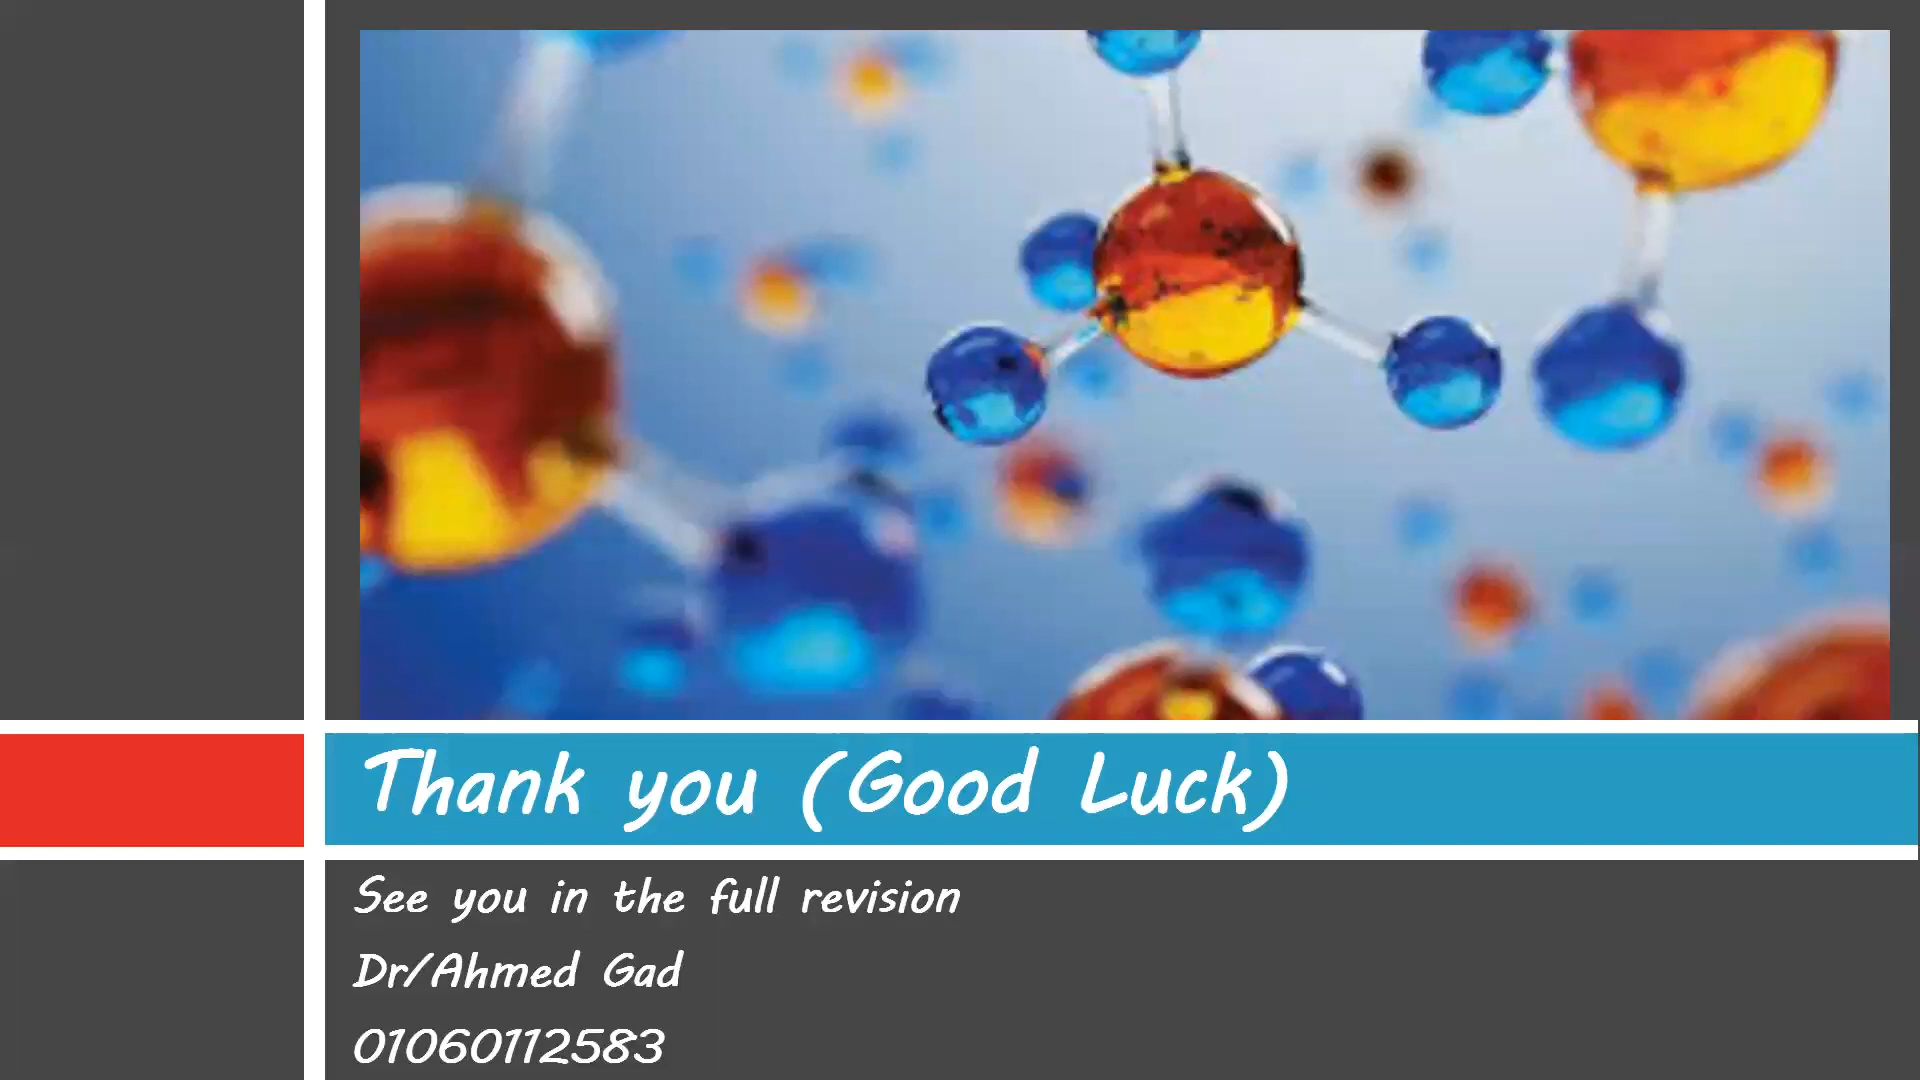 Thank you (Good Luck)
See you in the full revision
Dr/Ahmed Gad
01060112583